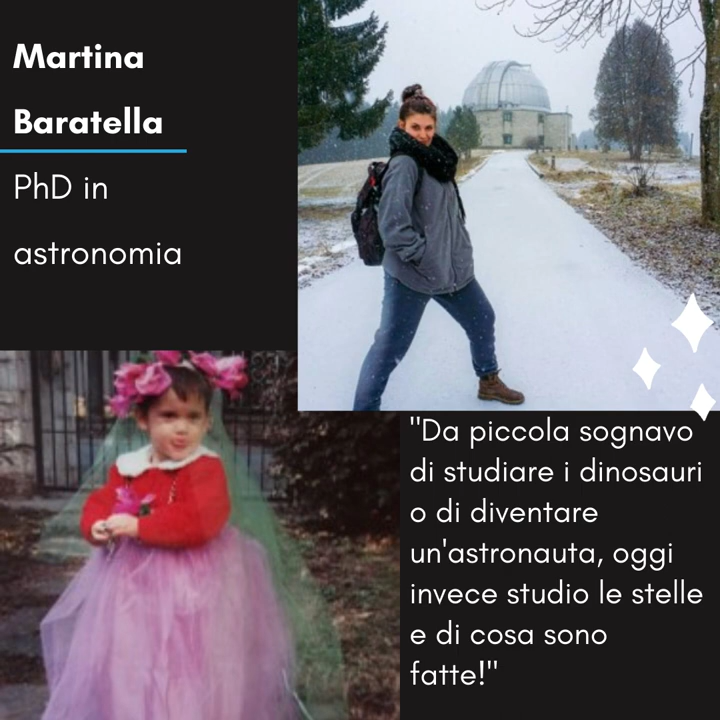 Martina
Baratella
PhD in
astronomia
"Da piccola sognavo
di studiare i dinosauri
o di diventare
un'astronauta, oggi
invece studio le stelle
e di cosa sono
fatte!"